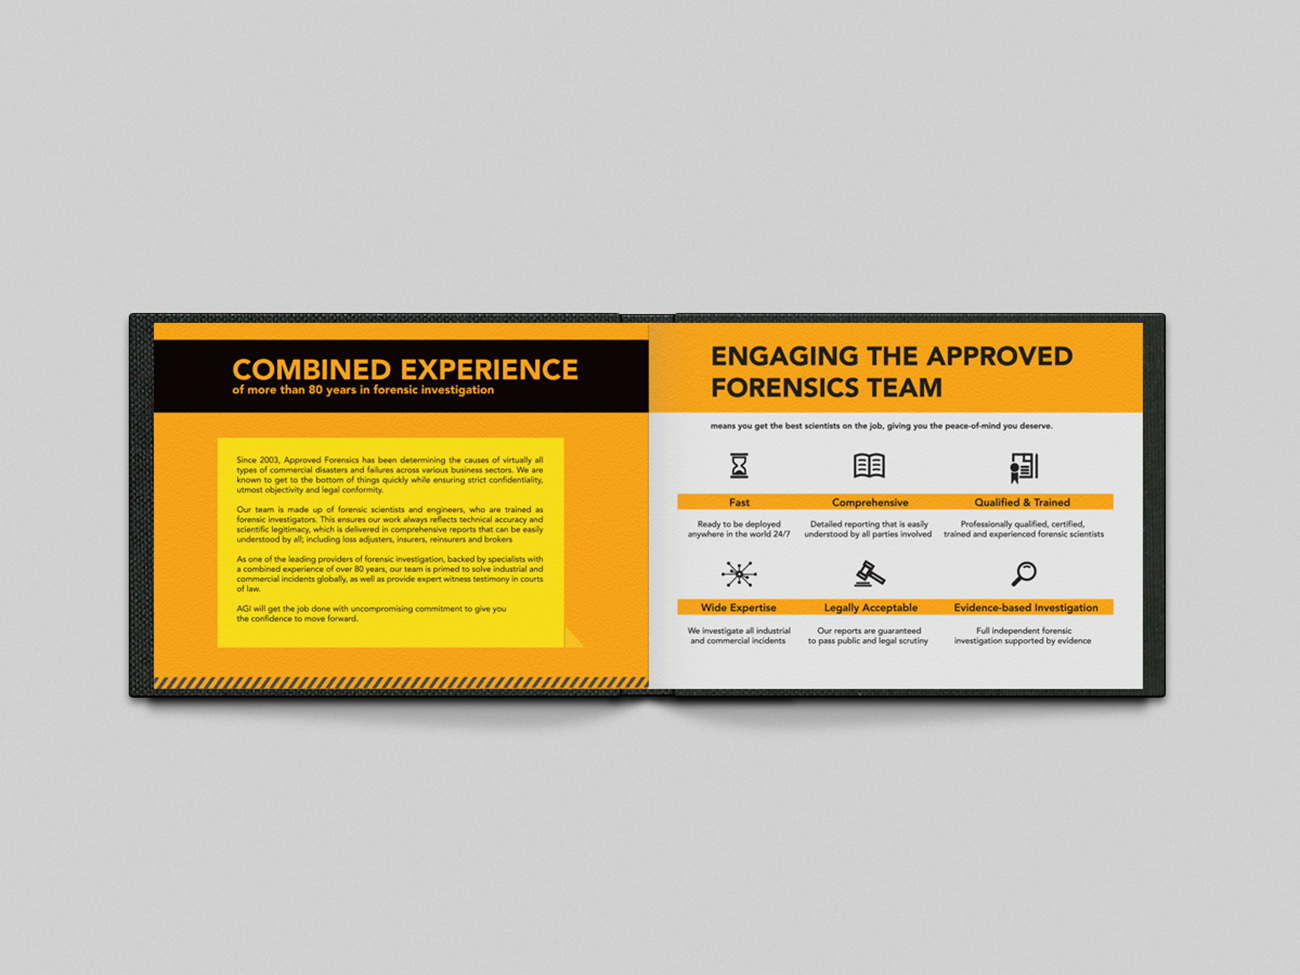 COMBINED EXPERIENCE
of more than 80 years in forensic investigation
Since 2003, Approved Forensics has been determining the causes of virtually all
types of commercial disasters and failures across various business sectors. We are
known to get to the bottom of things quickly while ensuring strict confidentiality,
utmost objectivity and legal conformity.
Our team is made up of forensic scientists and engineers, who are trained as
forensic investigators. This ensures our work always reflects technical accuracy and
scientific legitimacy, which is delivered in comprehensive reports that can be easily
understood by all; including loss adjusters, insurers, reinsurers and brokers
As one of the leading providers of forensic investigation, backed by specialists with
a combined experience of over 80 years, our team is primed to solve industrial and
commercial incidents globally, as well as provide expert witness testimony in courts
of law.
AGI will get the job done with uncompromising commitment to give you
the confidence to move forward.
ENGAGING THE APPROVED
FORENSICS TEAM
means you get the best scientists on the job, giving you the peace-of-mind you deserve.
Fast
Ready to be deployed
anywhere in the world 24/7
Comprehensive
Detailed reporting that is easily
understood by all parties involved
Qualified & Trained
Professionally qualified, certified,
trained and experienced forensic scientists
Wide Expertise
We investigate all industrial
and commercial incidents
Legally Acceptable
Our reports are guaranteed
to pass public and legal scrutiny
Evidence-based Investigation
Full independent forensic
investigation supported by evidence